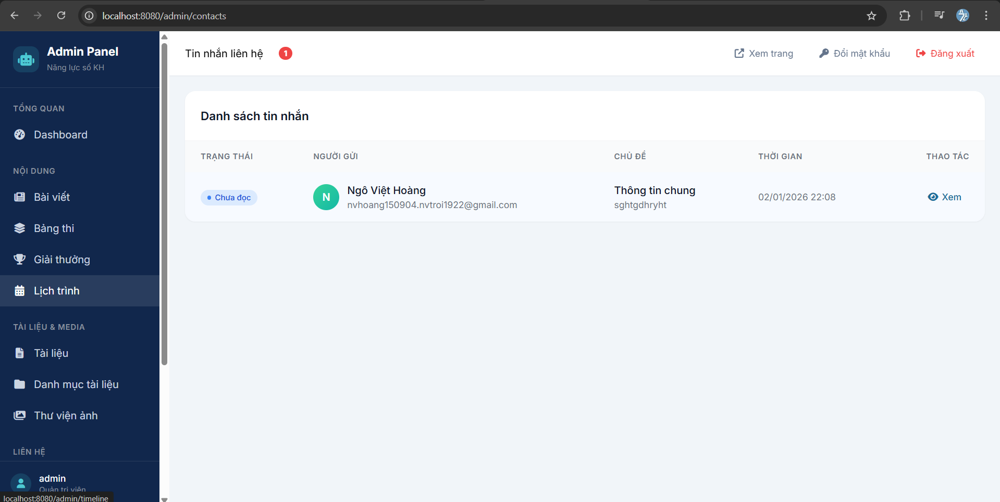 localhost:8080/admin/contacts
Admin Panel
Năng lực số KH
TỔNG QUAN
Dashboard
NỘI DUNG
Bài viết
Bảng thi
Giải thưởng
Lịch trình
TÀI LIỆU & MEDIA
Tài liệu
Danh mục tài liệu
Thư viện ảnh
LIÊN HỆ
admin
Quản trị viên
localhost:8080/admin/timeline
Tin nhắn liên hệ 1
Xem trang Đổi mật khẩu Đăng xuất
Danh sách tin nhắn
TRẠNG THÁI NGƯỜI GỬI CHỦ ĐỀ THỜI GIAN THAO TÁC
Chưa đọc N Ngô Việt Hoàng Thông tin chung 02/01/2026 22:08 Xem
nvhoang150904.nvtroi1922@gmail.com sghtgdhryht